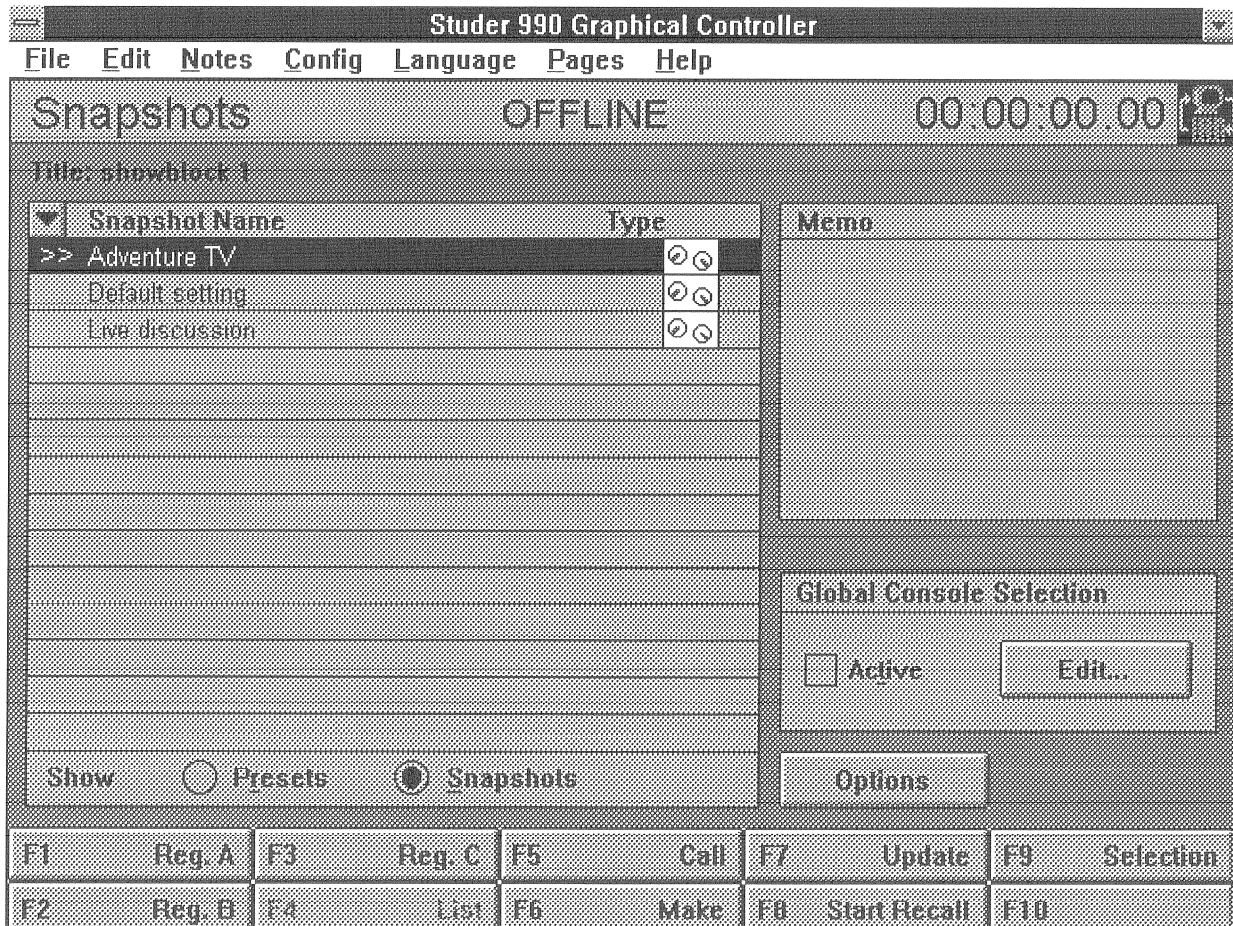 Studer 990 Graphical Controller
File Edit Notes Config Language Pages Help
Snapshots OFFLINE 00:00:00.00
Title: showblock 1
Snapshot Name Type
>> Adventure TV
Default setting
Live discussion
Show Presets Snapshots
Memo
Global Console Selection
Active Edit...
Options
F1 Reg. A F3 Reg. C F5 Call F7 Update F9 Selection
F2 Reg. B F4 List F6 Make F8 Start Recall F10